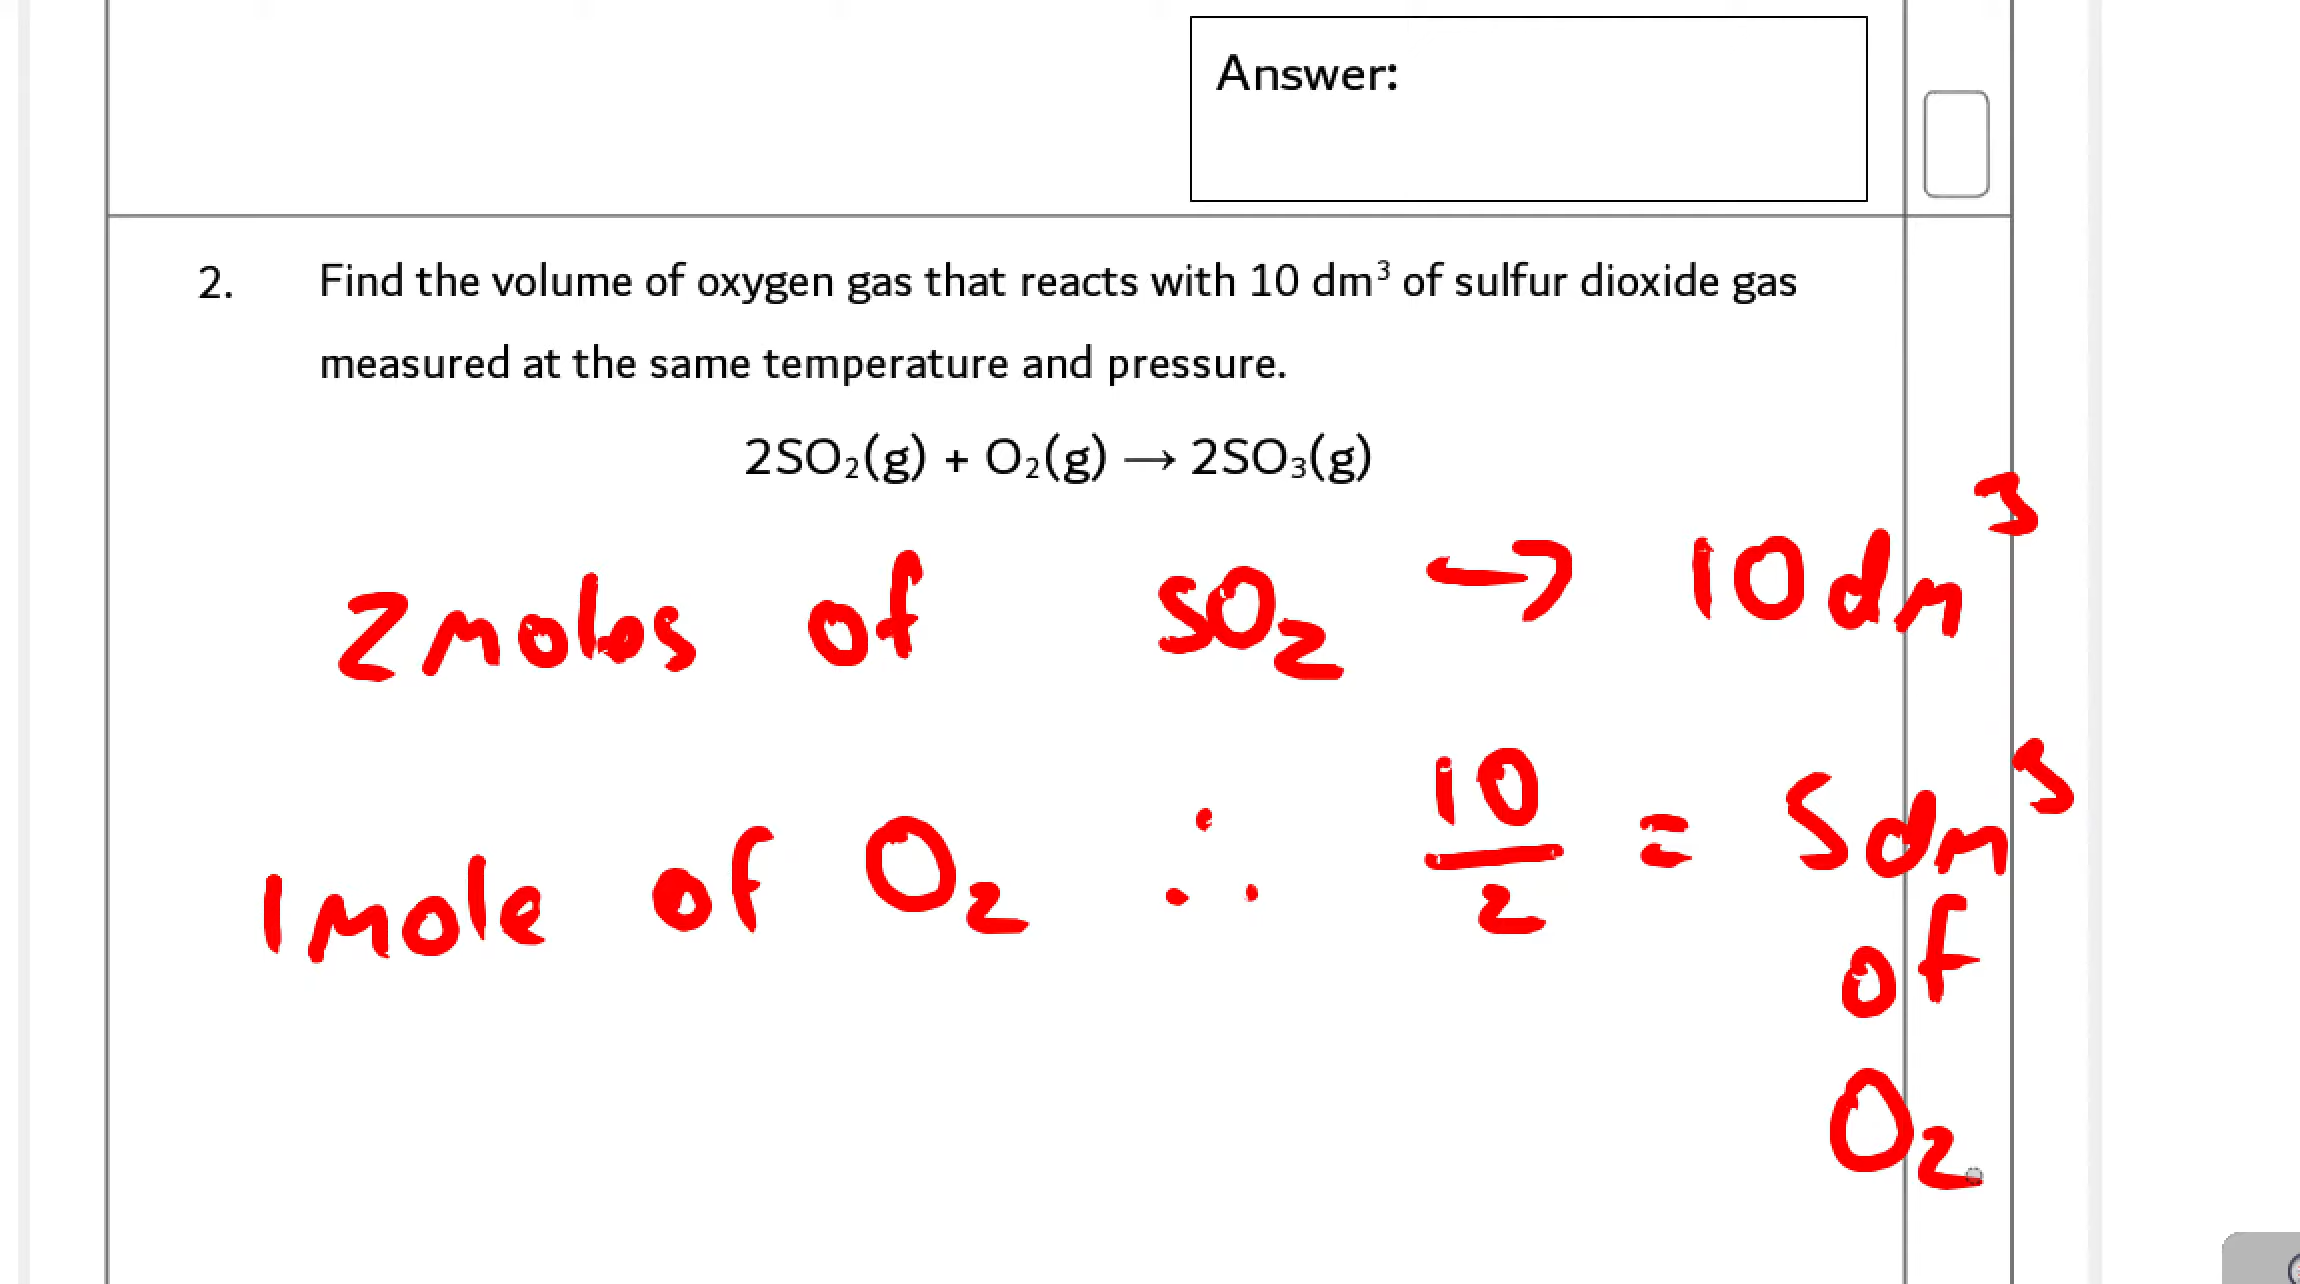 Answer:
2. Find the volume of oxygen gas that reacts with 10 dm³ of sulfur dioxide gas
measured at the same temperature and pressure.
2SO₂(g) + O₂(g) → 2SO₃(g)
2 moles of SO₂ → 10 dm³
1 mole of O₂ ∴ 10/2 = 5 dm³
of
O₂